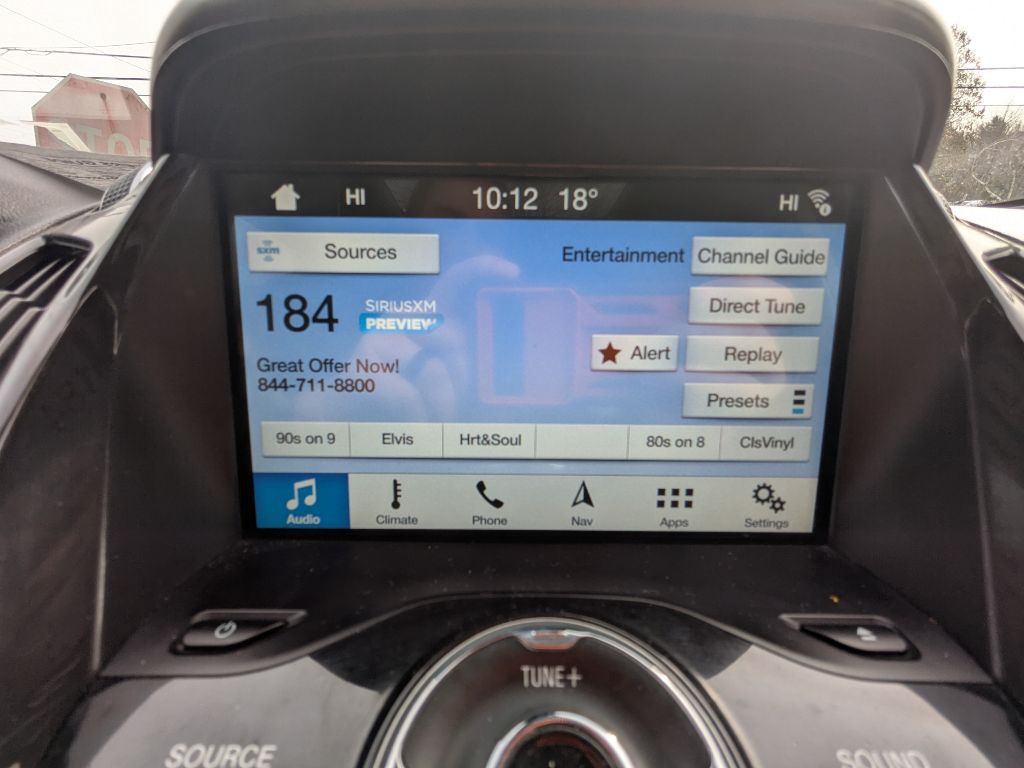 HI 10:12 18° HI
sxm Sources Entertainment Channel Guide
184 SIRIUSXM PREVIEW Direct Tune
Alert Replay
Great Offer Now!
844-711-8800
Presets
90s on 9 Elvis Hrt&Soul 80s on 8 ClsVinyl
Audio Climate Phone Nav Apps Settings
TUNE+
SOURCE SOUND